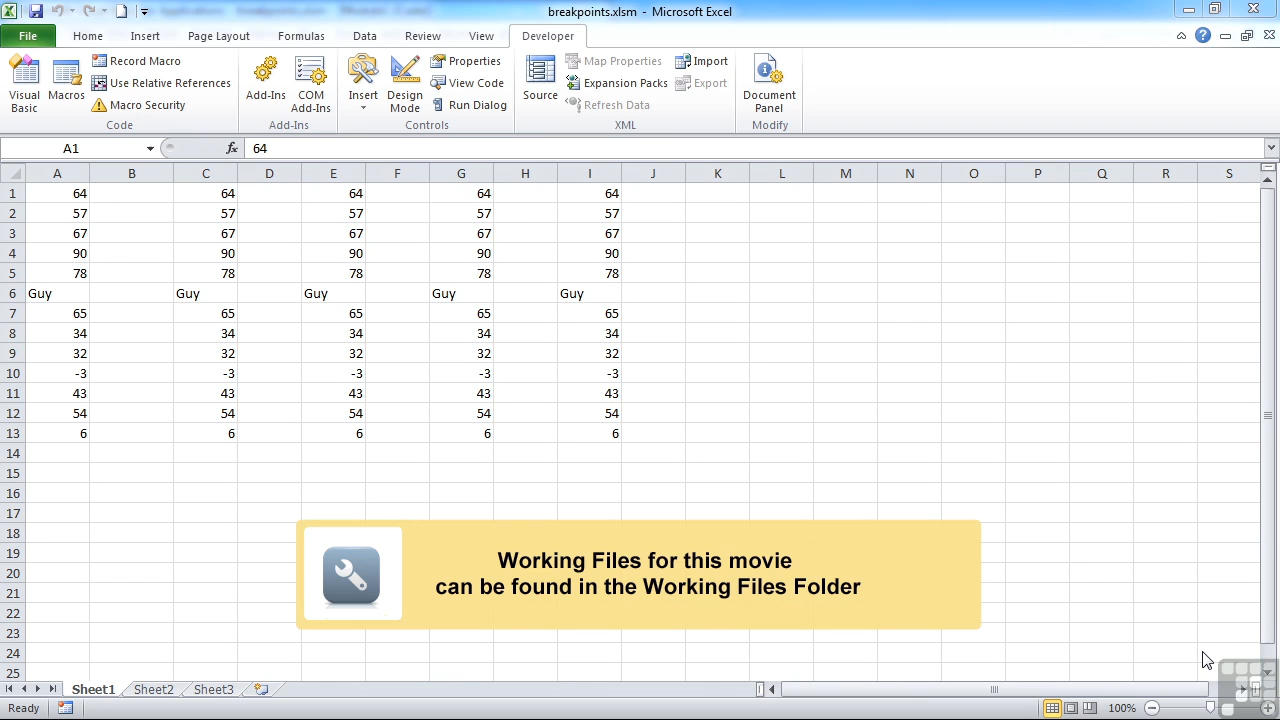 breakpoints.xlsm - Microsoft Excel
File Home Insert Page Layout Formulas Data Review View Developer
Visual Basic
Macros
Record Macro
Use Relative References
Macro Security
Code
Add-Ins
COM Add-Ins
Add-Ins
Insert
Design Mode
Properties
View Code
Run Dialog
Controls
Source
Map Properties
Expansion Packs
Refresh Data
Import
Export
XML
Document Panel
Modify
A1 fx 64
A B C D E F G H I J K L M N O P Q R S
1 64 64 64 64 64
2 57 57 57 57 57
3 67 67 67 67 67
4 90 90 90 90 90
5 78 78 78 78 78
6 Guy Guy Guy Guy Guy
7 65 65 65 65 65
8 34 34 34 34 34
9 32 32 32 32 32
10 -3 -3 -3 -3 -3
11 43 43 43 43 43
12 54 54 54 54 54
13 6 6 6 6 6
14
15
16
17
18
19
20
21
22
23
24
25
Working Files for this movie
can be found in the Working Files Folder
Sheet1 Sheet2 Sheet3
Ready 100%